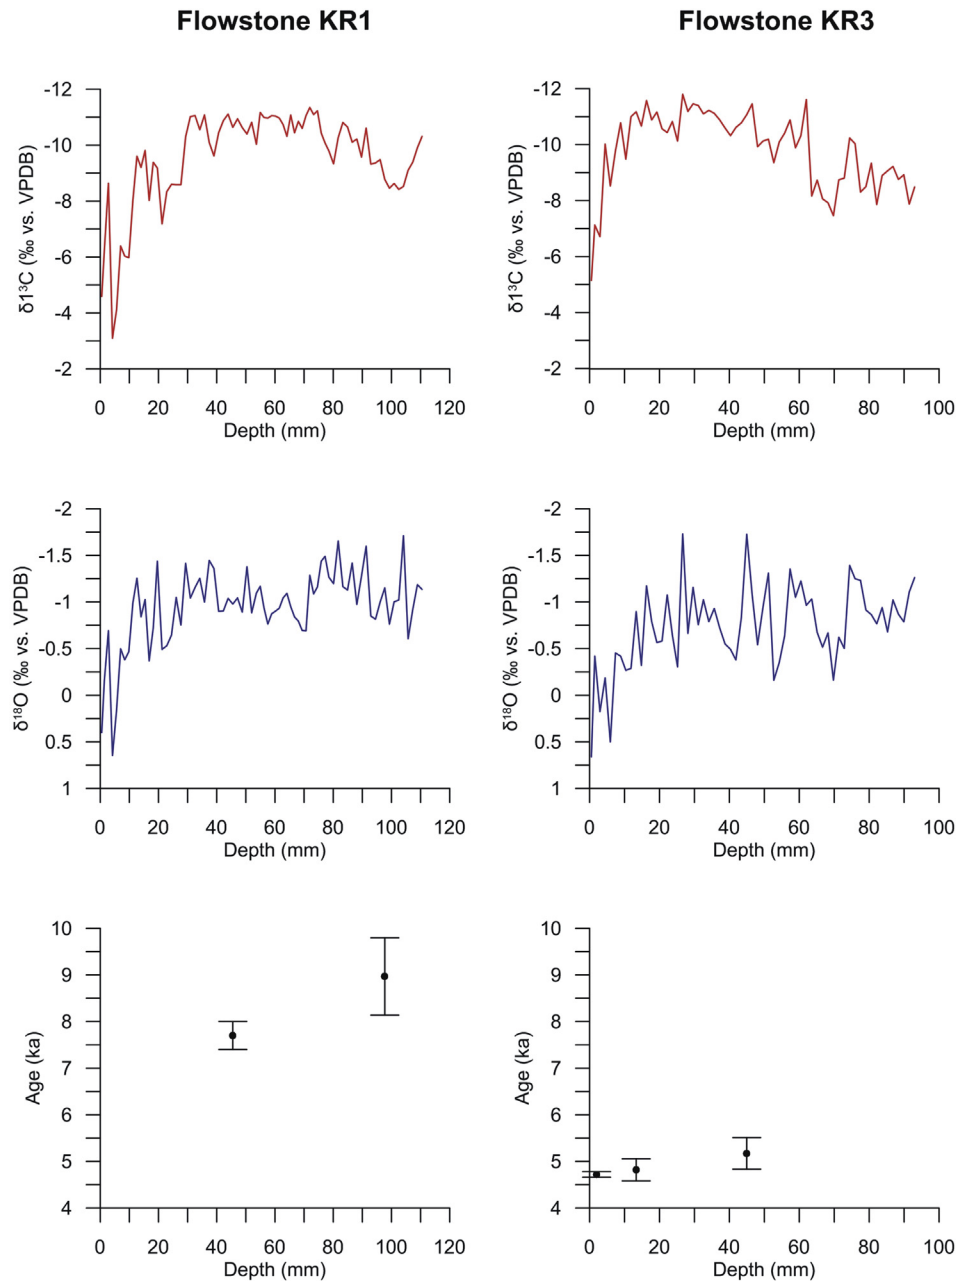 Flowstone KR1
Flowstone KR3
-12
-10
-8
-6
-4
-2
δ1³C (‰ vs. VPDB)
0 20 40 60 80 100 120
Depth (mm)
-12
-10
-8
-6
-4
-2
δ1³C (‰ vs. VPDB)
0 20 40 60 80 100
Depth (mm)
-2
-1.5
-1
-0.5
0
0.5
1
δ¹⁸O (‰ vs. VPDB)
0 20 40 60 80 100 120
Depth (mm)
-2
-1.5
-1
-0.5
0
0.5
1
δ¹⁸O (‰ vs. VPDB)
0 20 40 60 80 100
Depth (mm)
10
9
8
7
6
5
4
Age (ka)
0 20 40 60 80 100 120
Depth (mm)
10
9
8
7
6
5
4
Age (ka)
0 20 40 60 80 100
Depth (mm)